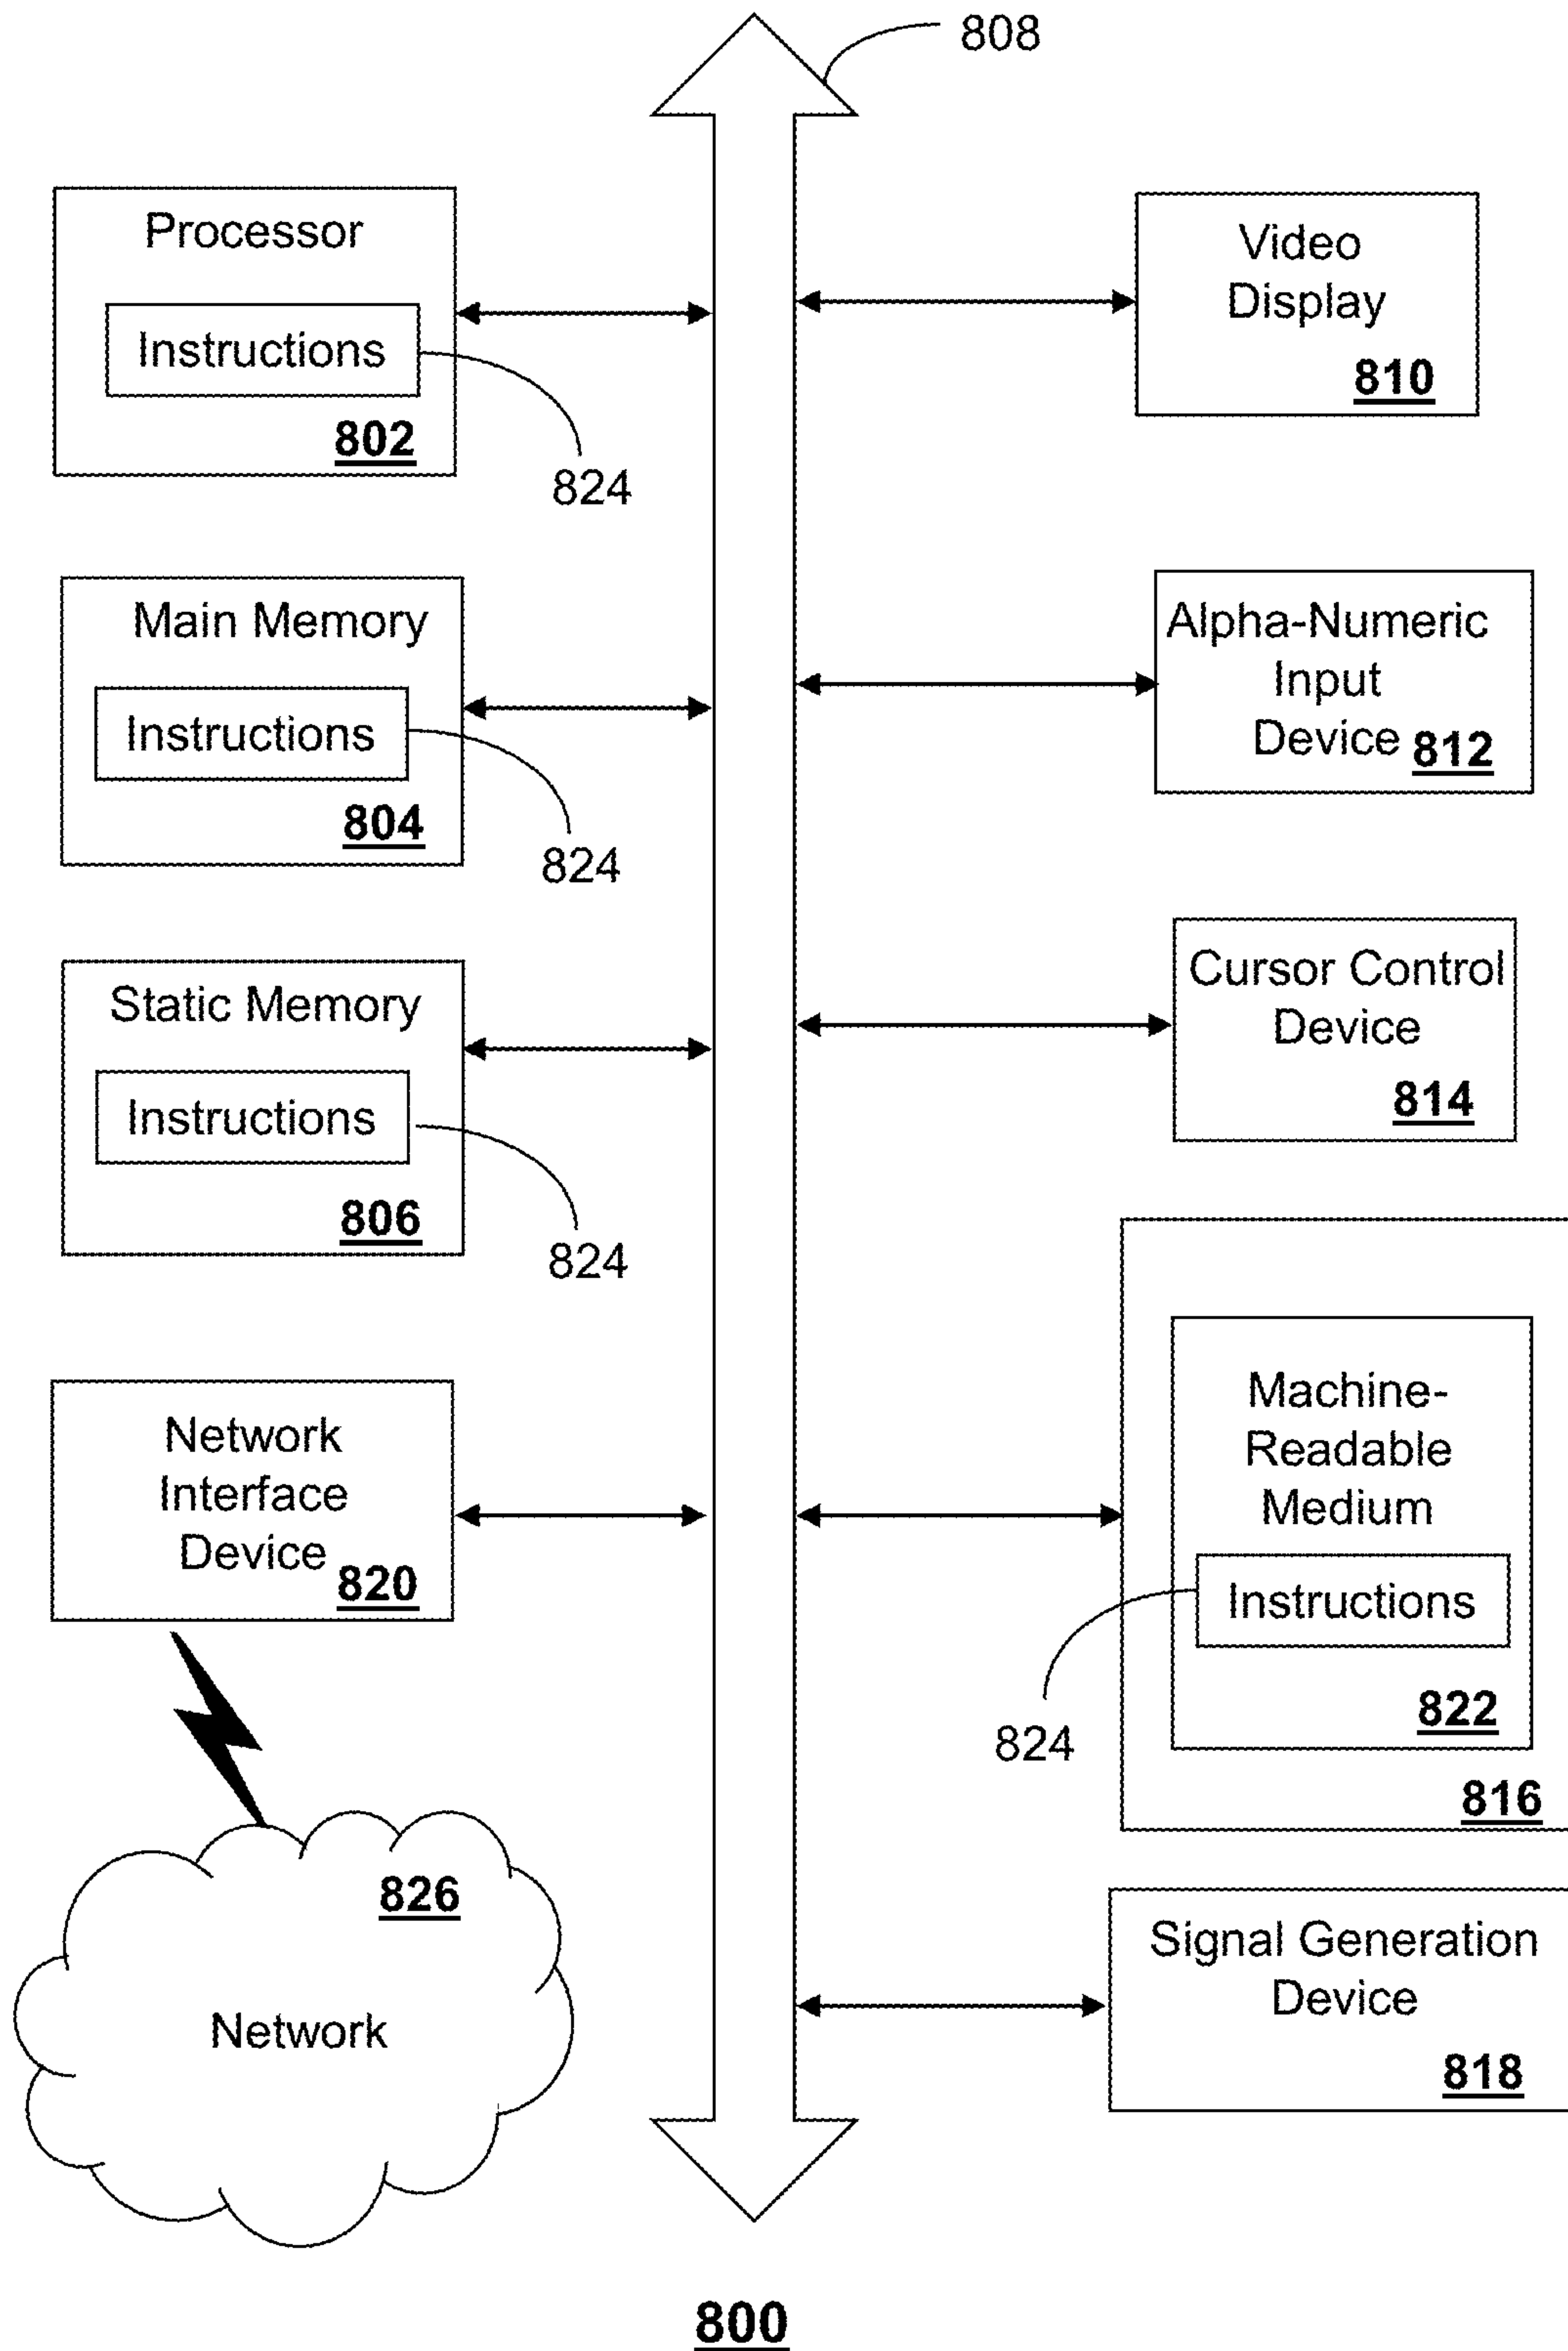 808
Processor
Instructions
802
824
Main Memory
Instructions
804
824
Static Memory
Instructions
806
824
Network
Interface
Device
820
826
Network
Video
Display
810
Alpha-Numeric
Input
Device
812
Cursor Control
Device
814
Machine-
Readable
Medium
Instructions
822
824
816
Signal Generation
Device
818
800